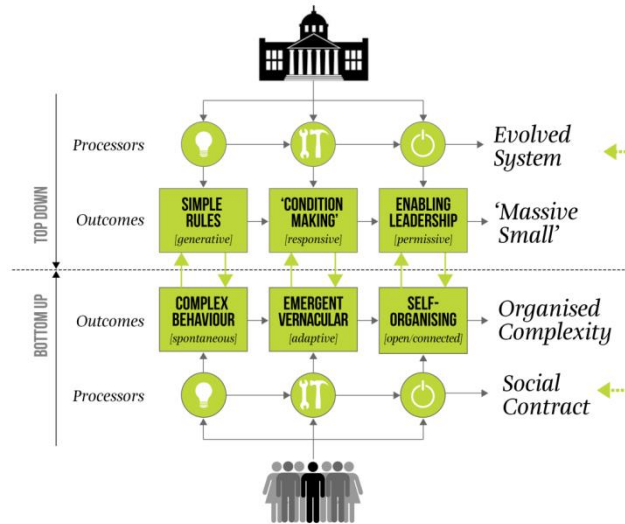 Processors
Evolved
System
TOP DOWN
Outcomes
SIMPLE
RULES
[generative]
‘CONDITION
MAKING’
[responsive]
ENABLING
LEADERSHIP
[permissive]
‘Massive
Small’
BOTTOM UP
Outcomes
COMPLEX
BEHAVIOUR
[spontaneous]
EMERGENT
VERNACULAR
[adaptive]
SELF-
ORGANISING
[open/connected]
Organised
Complexity
Processors
Social
Contract